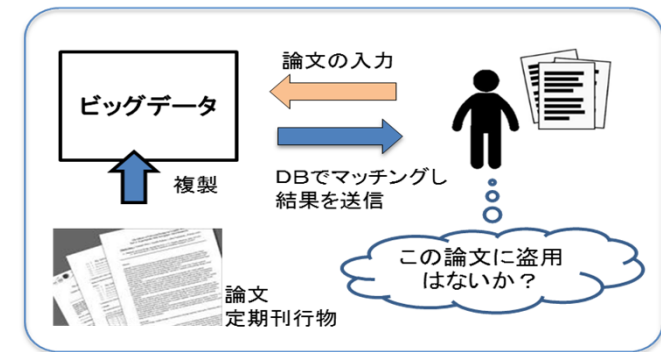 論文の入力
ビッグデータ
DBでマッチングし
結果を送信
複製
この論文に盗用
はないか？
論文
定期刊行物